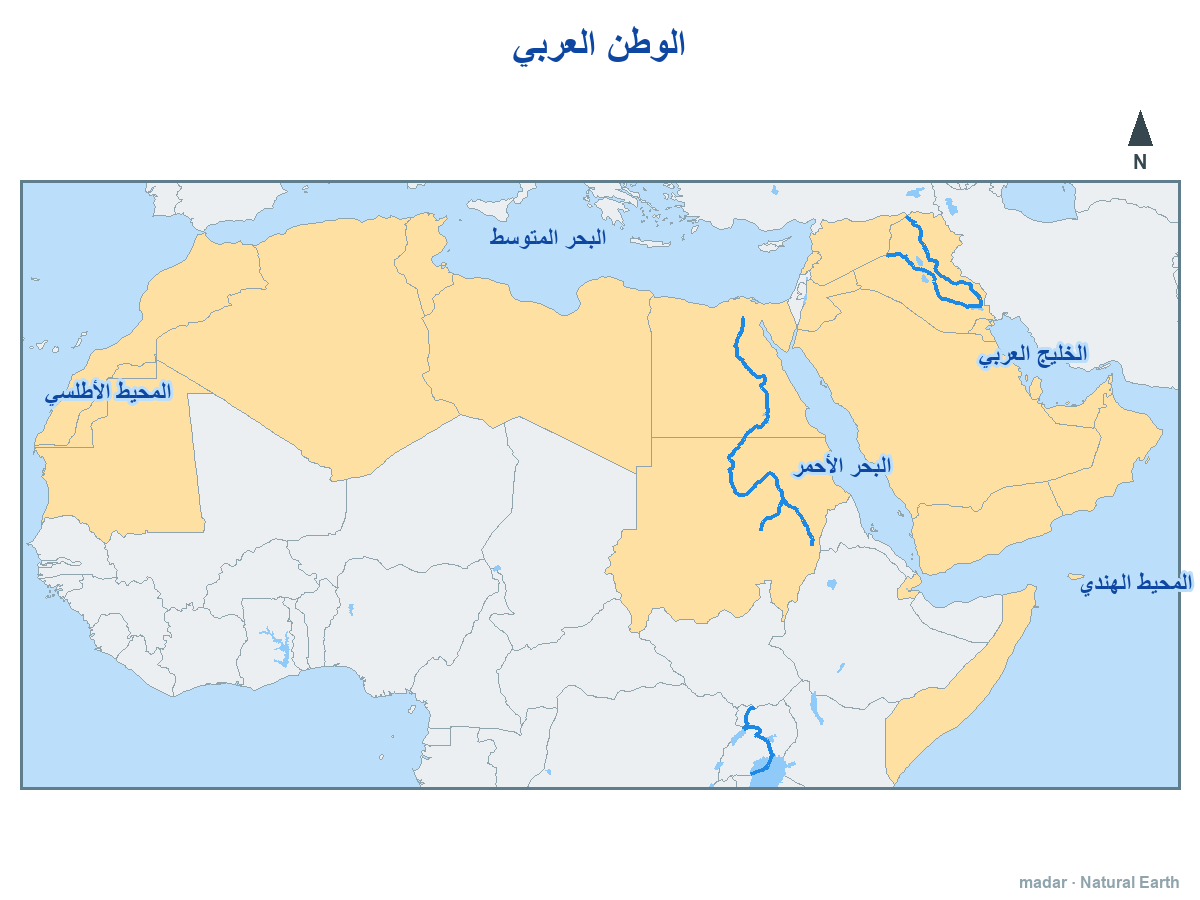 الوطن العربي
N
البحر المتوسط
الخليج العربي
المحيط الأطلسي
البحر الأحمر
المحيط الهندي
madar · Natural Earth